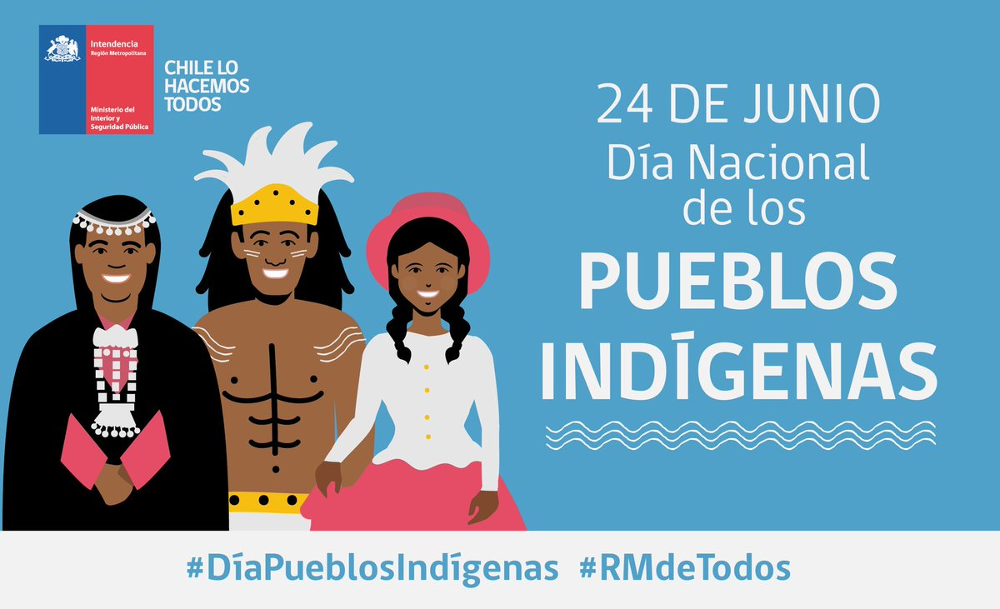 Intendencia
Región Metropolitana
Ministerio del
Interior y
Seguridad Pública
CHILE LO
HACEMOS
TODOS
24 DE JUNIO
Día Nacional
de los
PUEBLOS
INDÍGENAS
#DíaPueblosIndígenas #RMdeTodos